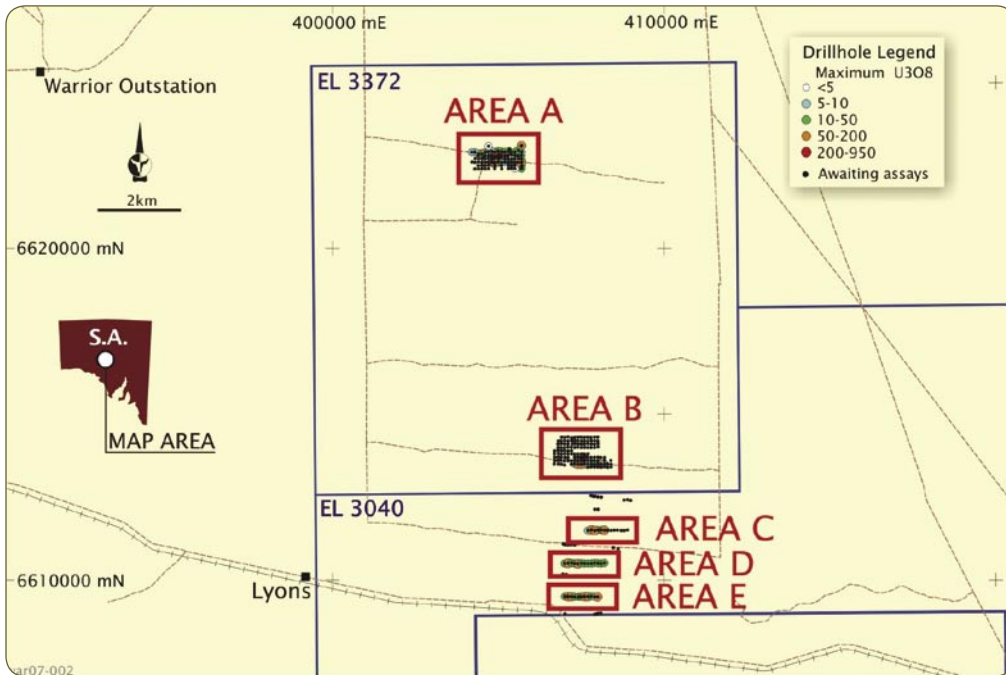 400000 mE
410000 mE
Warrior Outstation
EL 3372
AREA A
Drillhole Legend
Maximum U3O8
<5
5-10
10-50
50-200
200-950
Awaiting assays
2km
6620000 mN
S.A.
MAP AREA
AREA B
EL 3040
AREA C
AREA D
AREA E
6610000 mN
Lyons
ar07-002